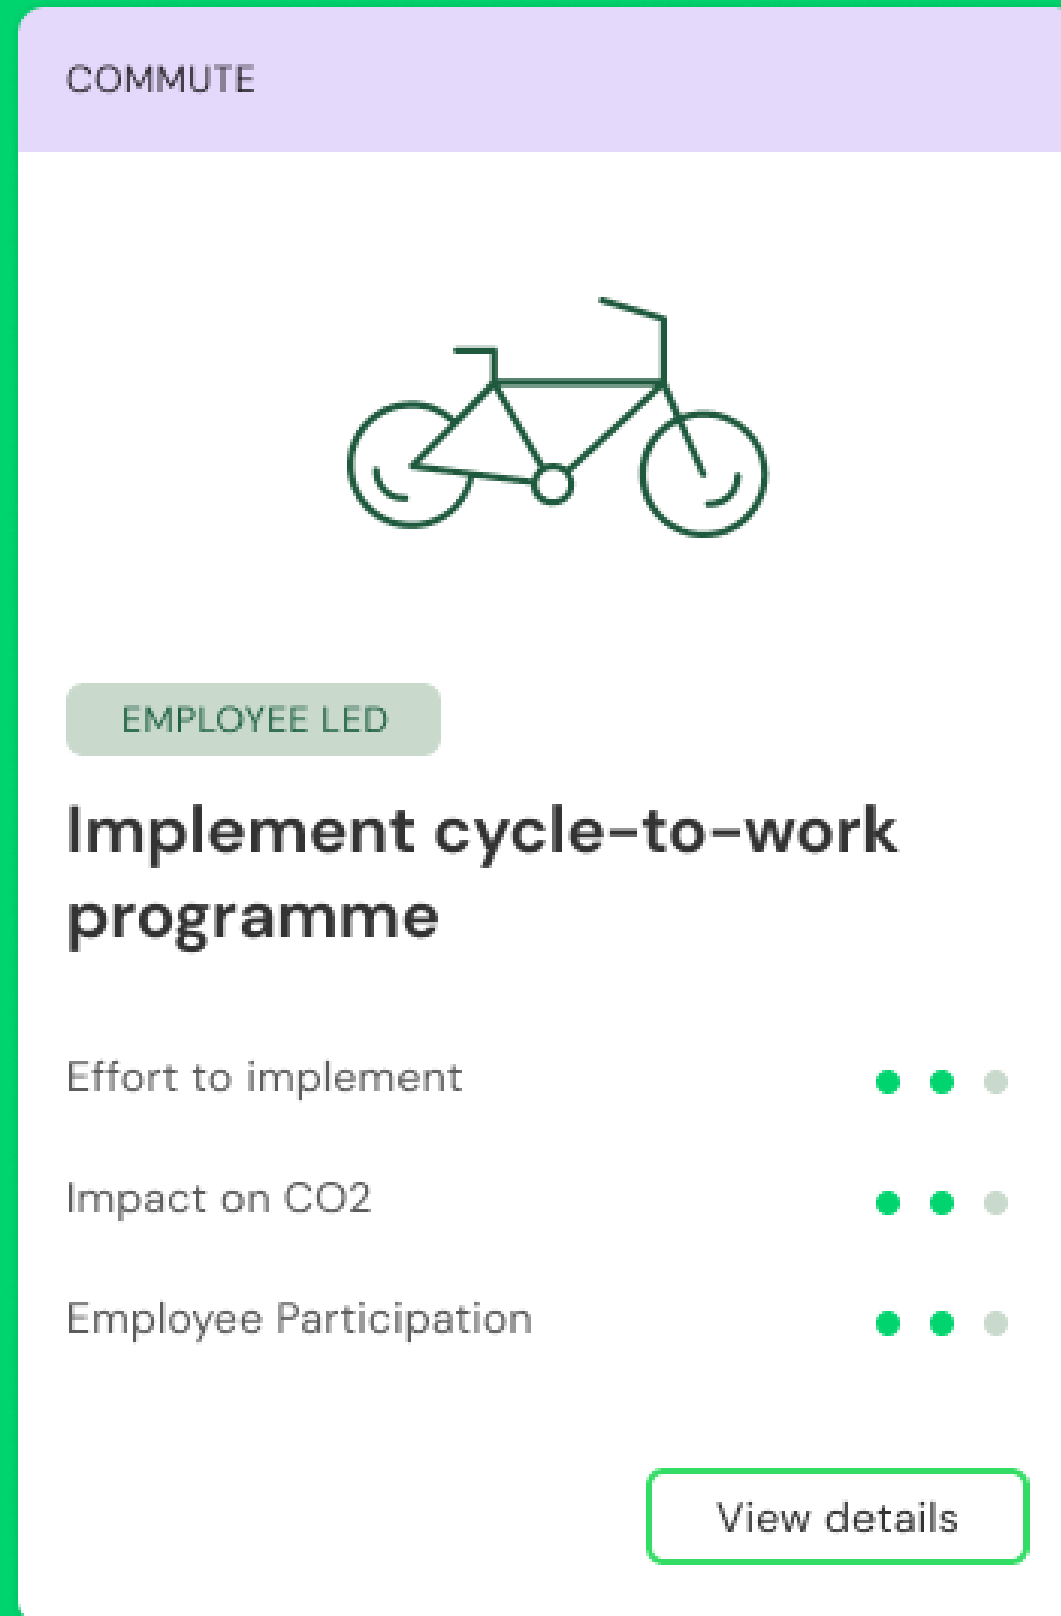 COMMUTE
EMPLOYEE LED
Implement cycle-to-work
programme
Effort to implement
Impact on CO2
Employee Participation
View details